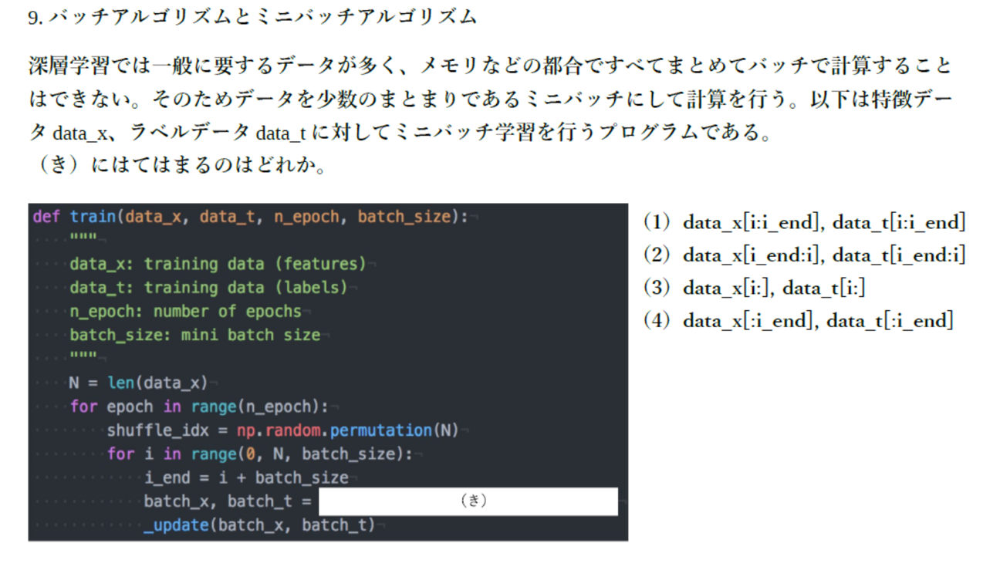 9. バッチアルゴリズムとミニバッチアルゴリズム
深層学習では一般に要するデータが多く、メモリなどの都合ですべてまとめてバッチで計算すること
はできない。そのためデータを少数のまとまりであるミニバッチにして計算を行う。以下は特徴デー
タ data_x、ラベルデータ data_t に対してミニバッチ学習を行うプログラムである。
（き）にはてはまるのはどれか。
def train(data_x, data_t, n_epoch, batch_size):
    """
    data_x: training data (features)
    data_t: training data (labels)
    n_epoch: number of epochs
    batch_size: mini batch size
    """
    N = len(data_x)
    for epoch in range(n_epoch):
        shuffle_idx = np.random.permutation(N)
        for i in range(0, N, batch_size):
            i_end = i + batch_size
            batch_x, batch_t = （き）
            _update(batch_x, batch_t)
（1）data_x[i:i_end], data_t[i:i_end]
（2）data_x[i_end:i], data_t[i_end:i]
（3）data_x[i:], data_t[i:]
（4）data_x[:i_end], data_t[:i_end]